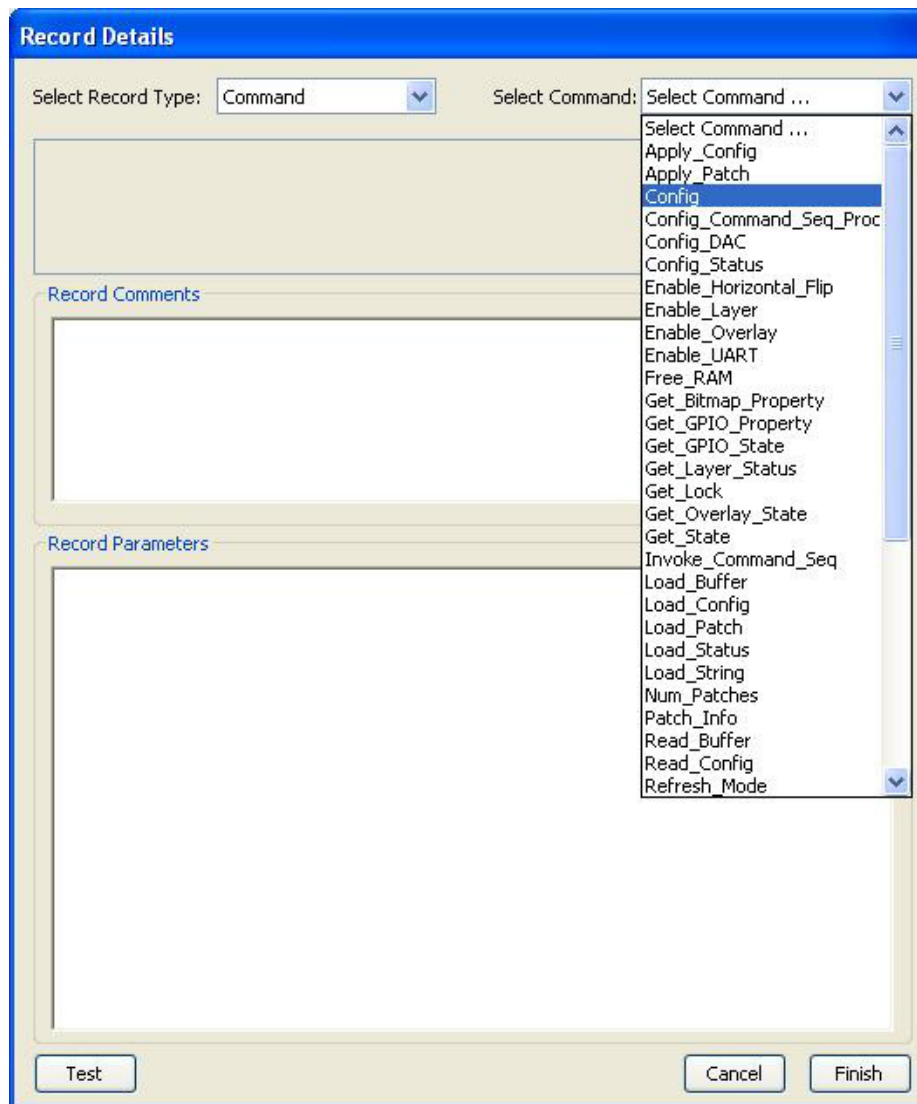 Record Details
Select Record Type: Command Select Command: Select Command ...
Select Command ...
Apply_Config
Apply_Patch
Config
Config_Command_Seq_Proc
Config_DAC
Config_Status
Enable_Horizontal_Flip
Enable_Layer
Enable_Overlay
Enable_UART
Free_RAM
Get_Bitmap_Property
Get_GPIO_Property
Get_GPIO_State
Get_Layer_Status
Get_Lock
Get_Overlay_State
Get_State
Invoke_Command_Seq
Load_Buffer
Load_Config
Load_Patch
Load_Status
Load_String
Num_Patches
Patch_Info
Read_Buffer
Read_Config
Refresh_Mode
Record Comments
Record Parameters
Test Cancel Finish